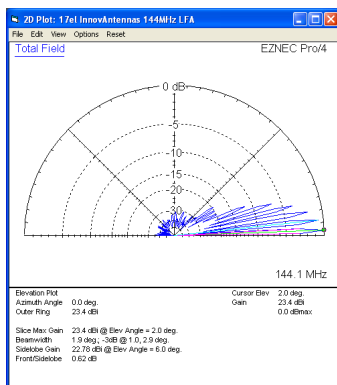 2D Plot: 17el InnovAntennas 144MHz LFA
File Edit View Options Reset
Total Field EZNEC Pro/4
0 dB
-5
-10
-15
-20
-30
144.1 MHz
Elevation Plot Cursor Elev 2.0 deg.
Azimuth Angle 0.0 deg. Gain 23.4 dBi
Outer Ring 23.4 dBi 0.0 dBmax
Slice Max Gain 23.4 dBi @ Elev Angle = 2.0 deg.
Beamwidth 1.9 deg.; -3dB @ 1.0, 2.9 deg.
Sidelobe Gain 22.78 dBi @ Elev Angle = 6.0 deg.
Front/Sidelobe 0.62 dB